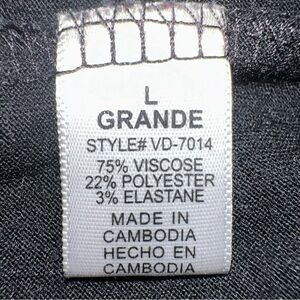 L
GRANDE
STYLE# VD-7014
75% VISCOSE
22% POLYESTER
3% ELASTANE
MADE IN
CAMBODIA
HECHO EN
CAMBODIA